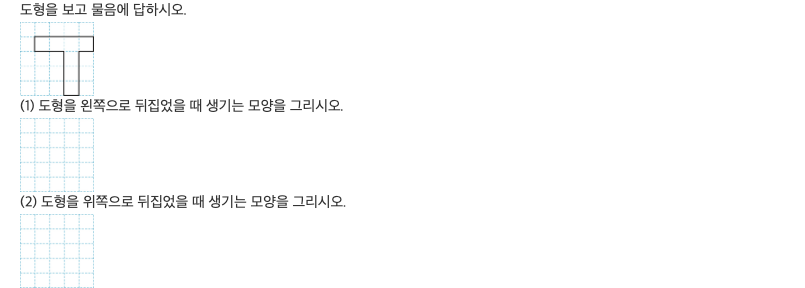 도형을 보고 물음에 답하시오.
(1) 도형을 왼쪽으로 뒤집었을 때 생기는 모양을 그리시오.
(2) 도형을 위쪽으로 뒤집었을 때 생기는 모양을 그리시오.